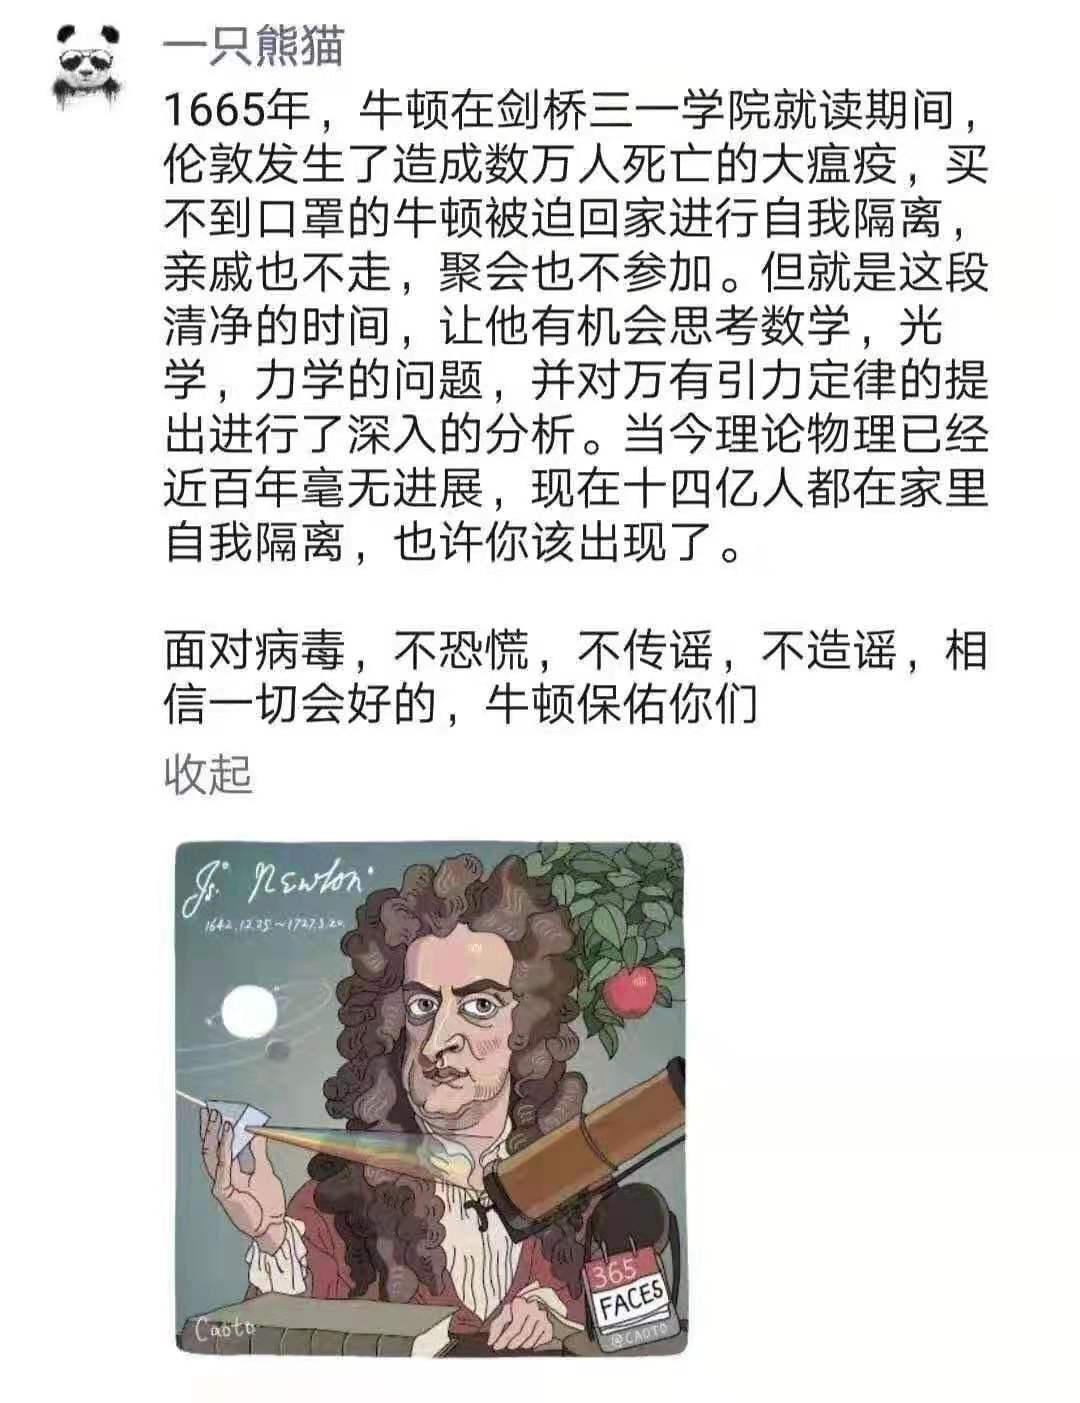 一只熊猫
1665年，牛顿在剑桥三一学院就读期间，
伦敦发生了造成数万人死亡的大瘟疫，买
不到口罩的牛顿被迫回家进行自我隔离，
亲戚也不走，聚会也不参加。但就是这段
清净的时间，让他有机会思考数学，光
学，力学的问题，并对万有引力定律的提
出进行了深入的分析。当今理论物理已经
近百年毫无进展，现在十四亿人都在家里
自我隔离，也许你该出现了。
面对病毒，不恐慌，不传谣，不造谣，相
信一切会好的，牛顿保佑你们
收起
Js. Newton
1642.12.25~1727.3.20.
365
FACES
@CAOTO
Caoto